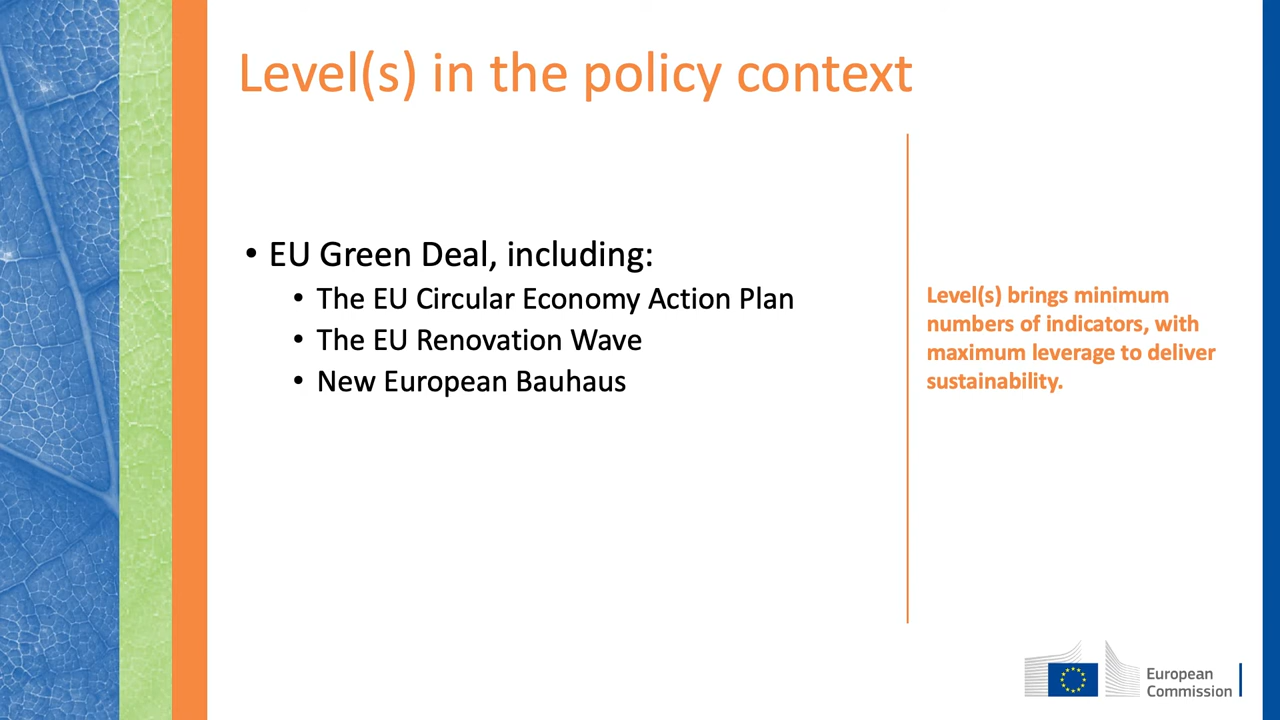 Level(s) in the policy context
• EU Green Deal, including:
• The EU Circular Economy Action Plan
• The EU Renovation Wave
• New European Bauhaus
Level(s) brings minimum
numbers of indicators, with
maximum leverage to deliver
sustainability.
European
Commission